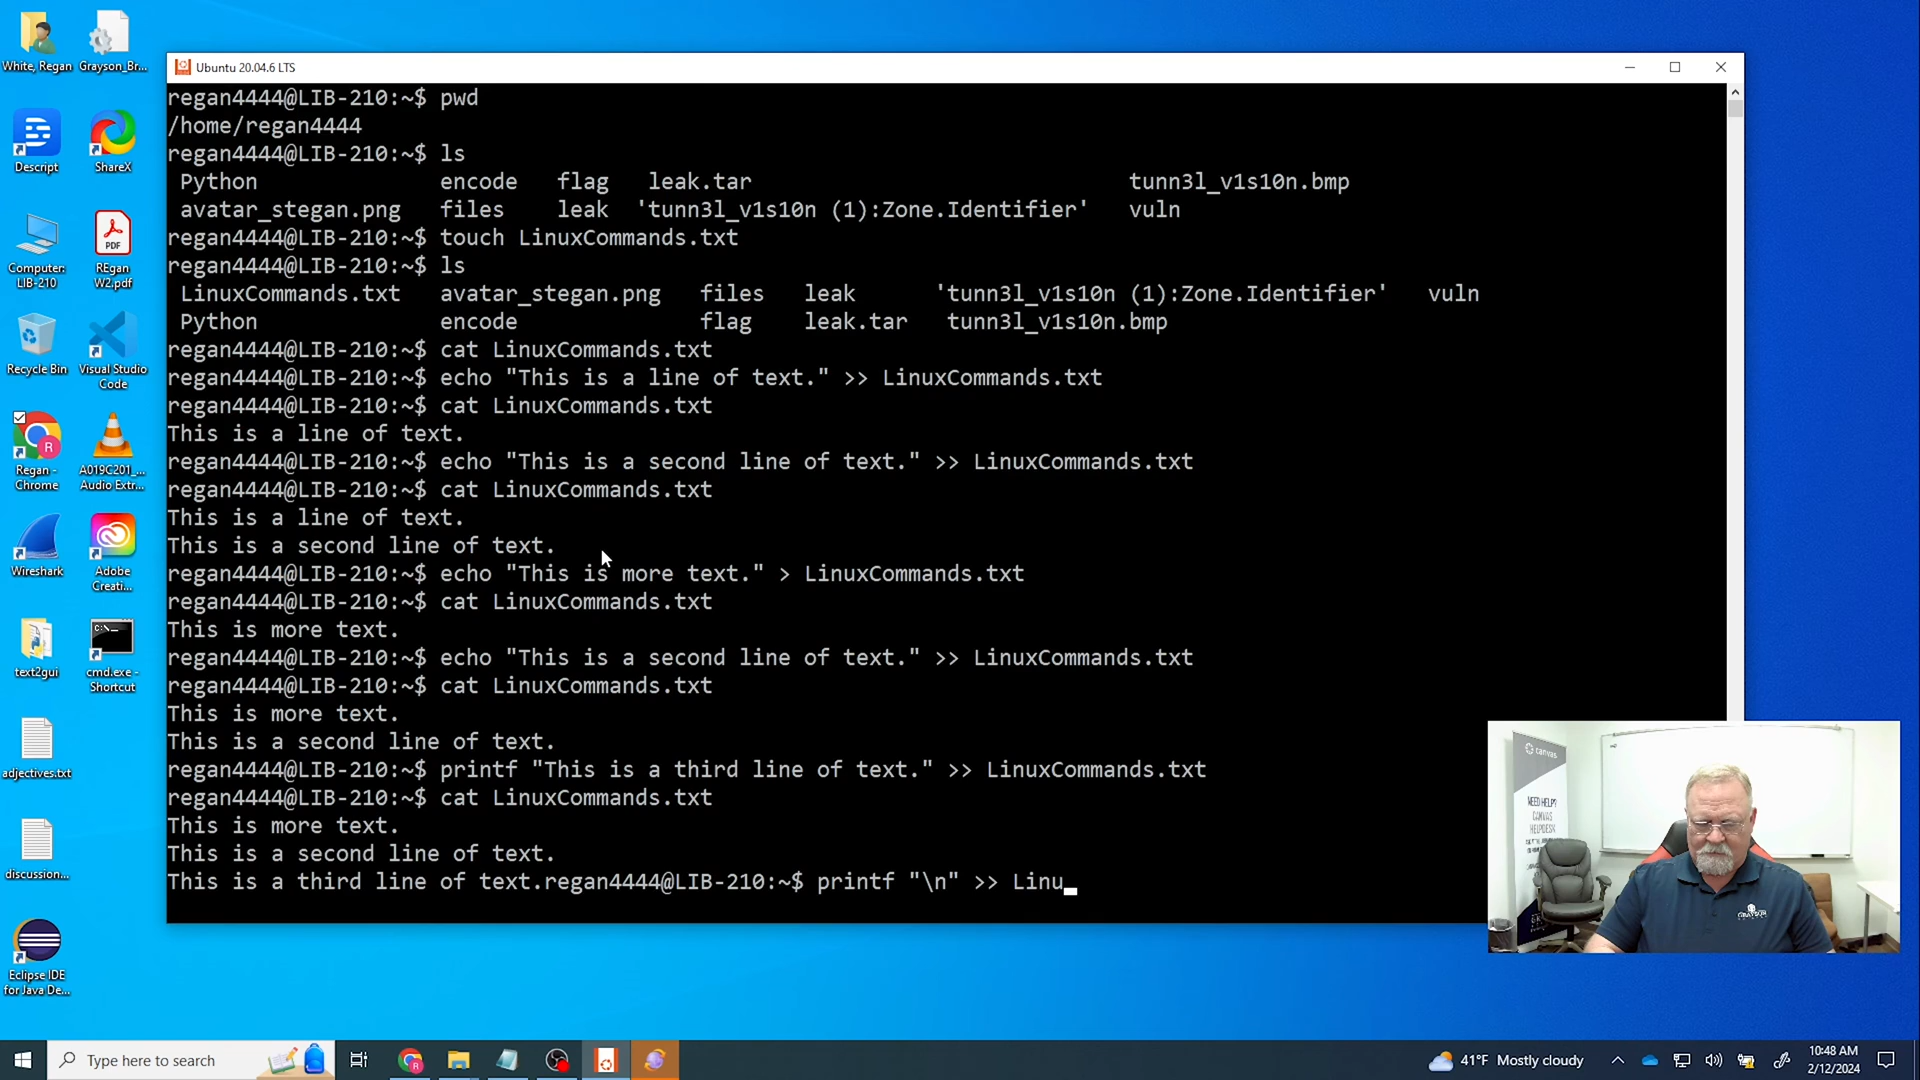 White, Regan
Grayson_Br...
Descript
ShareX
Computer:
LIB-210
PDF
REgan
W2.pdf
Recycle Bin
Visual Studio
Code
R
Regan -
Chrome
A019C201_...
Audio Extr...
Wireshark
Adobe
Creati...
text2gui
C:\-
cmd.exe -
Shortcut
adjectives.txt
discussion...
Eclipse IDE
for Java De...
Ubuntu 20.04.6 LTS
regan4444@LIB-210:~$ pwd
/home/regan4444
regan4444@LIB-210:~$ ls
Python encode flag leak.tar tunn3l_v1s10n.bmp
avatar_stegan.png files leak 'tunn3l_v1s10n (1):Zone.Identifier' vuln
regan4444@LIB-210:~$ touch LinuxCommands.txt
regan4444@LIB-210:~$ ls
LinuxCommands.txt avatar_stegan.png files leak 'tunn3l_v1s10n (1):Zone.Identifier' vuln
Python encode flag leak.tar tunn3l_v1s10n.bmp
regan4444@LIB-210:~$ cat LinuxCommands.txt
regan4444@LIB-210:~$ echo "This is a line of text." >> LinuxCommands.txt
regan4444@LIB-210:~$ cat LinuxCommands.txt
This is a line of text.
regan4444@LIB-210:~$ echo "This is a second line of text." >> LinuxCommands.txt
regan4444@LIB-210:~$ cat LinuxCommands.txt
This is a line of text.
This is a second line of text.
regan4444@LIB-210:~$ echo "This is more text." > LinuxCommands.txt
regan4444@LIB-210:~$ cat LinuxCommands.txt
This is more text.
regan4444@LIB-210:~$ echo "This is a second line of text." >> LinuxCommands.txt
regan4444@LIB-210:~$ cat LinuxCommands.txt
This is more text.
This is a second line of text.
regan4444@LIB-210:~$ printf "This is a third line of text." >> LinuxCommands.txt
regan4444@LIB-210:~$ cat LinuxCommands.txt
This is more text.
This is a second line of text.
This is a third line of text.regan4444@LIB-210:~$ printf "\n" >> Linu_
canvas
NEED HELP?
CANVAS
HELPDESK
Type here to search
41°F Mostly cloudy
10:48 AM
2/12/2024